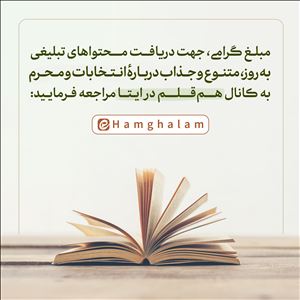 مبلغ گرامی، جهت دریافت محتواهای تبلیغی
به روز، متنوع و جذاب دربارهٔ انتخابات و محرم
به کانال هم‌قلم در ایتا مراجعه فرمایید:
Hamghalam